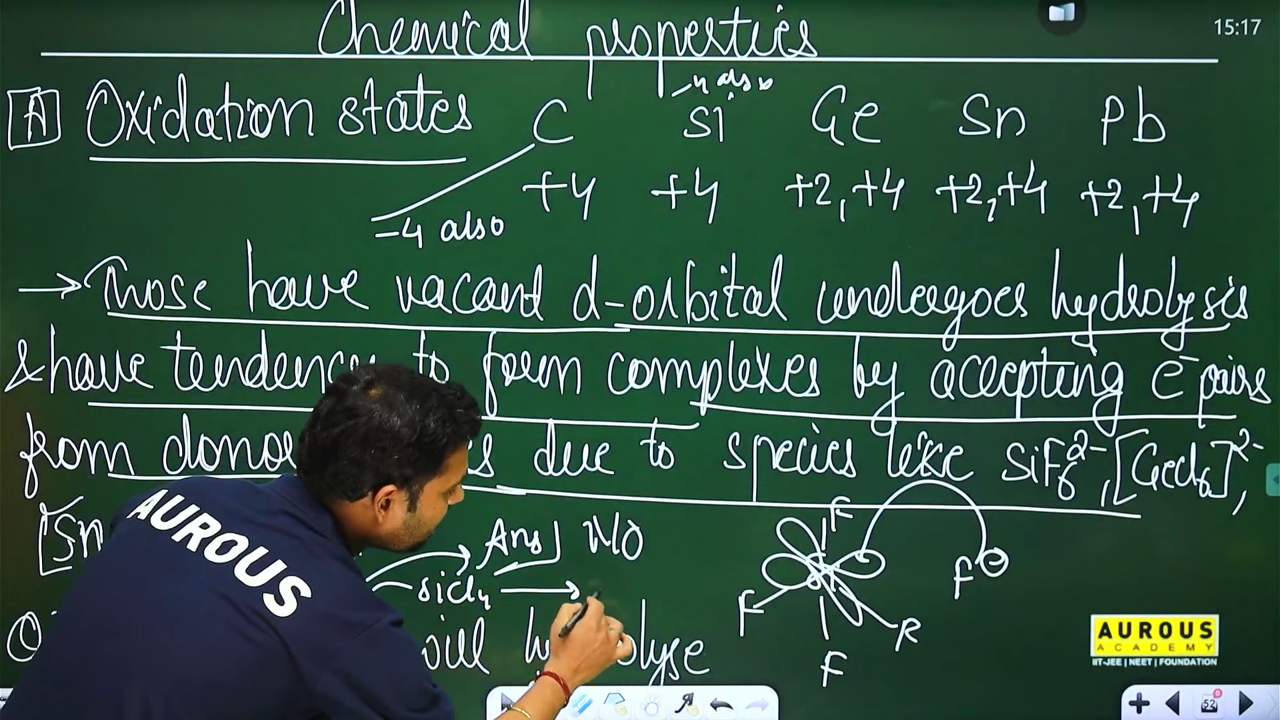 Chemical properties
15:17
-4 also
A Oxidation states C Si Ge Sn Pb
+4 +4 +2,+4 +2,+4 +2,+4
-4 also
→ Those have vacant d-orbital undergoes hydrolysis
& have tendency to form complexes by accepting e⁻ pairs
from donor due to species like SiF₆²⁻, [GeCl₆]²⁻,
[Sn
Ans] NO
SiCl₄ →
will hydrolyse
F
F
F
R
F
AUROUS
AUROUS
ACADEMY
IIT-JEE | NEET | FOUNDATION
52